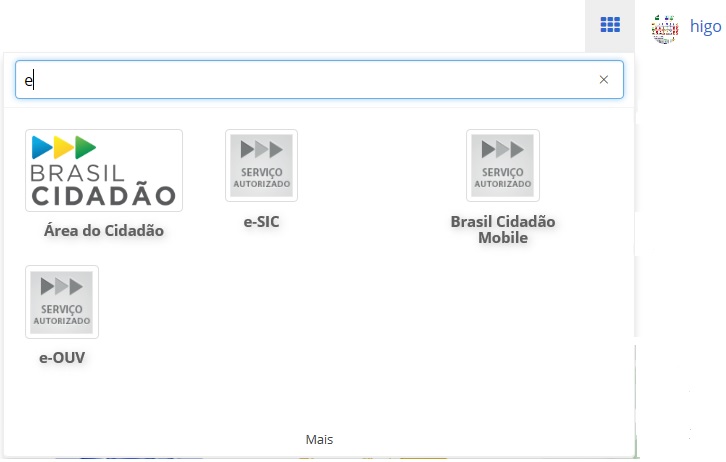 higo
e
BRASIL
CIDADÃO
Área do Cidadão
SERVIÇO
AUTORIZADO
e-SIC
SERVIÇO
AUTORIZADO
Brasil Cidadão
Mobile
SERVIÇO
AUTORIZADO
e-OUV
Mais